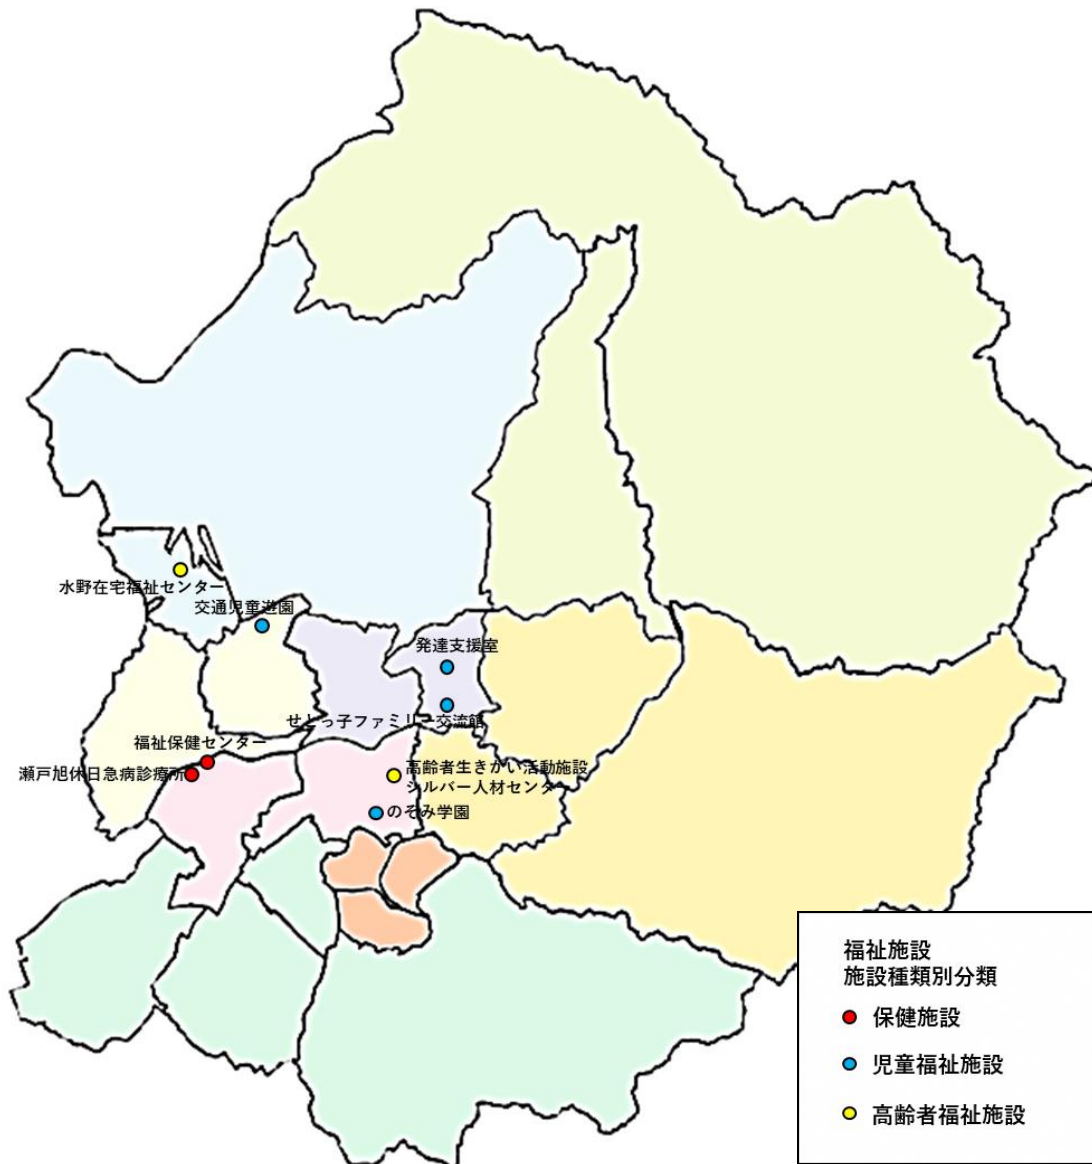 水野在宅福祉センター
交通児童遊園
発達支援室
せとっ子ファミリー交流館
福祉保健センター
瀬戸旭休日急病診療所
高齢者生きがい活動施設
シルバー人材センター
のぞみ学園
福祉施設
施設種類別分類
保健施設
児童福祉施設
高齢者福祉施設